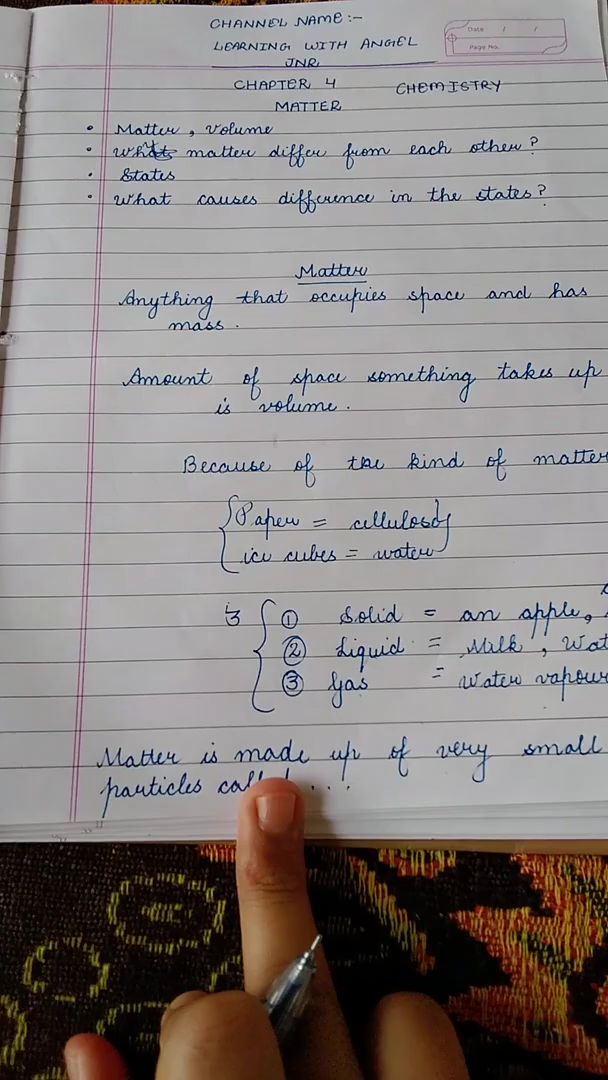 CHANNEL NAME:-
LEARNING WITH ANGEL
JNR
Date / /
Page No.
CHAPTER 4 CHEMISTRY
MATTER
• Matter, volume
• matter differ from each other?
• States
• What causes difference in the states?
Matter
Anything that occupies space and has
mass.
Amount of space something takes up
is volume.
Because of the kind of matter
Paper = cellulose
ice cubes = water
3 ① Solid = an apple,
② Liquid = Milk,
③ Gas = Water vapour
Matter is made up of very small
particles ....